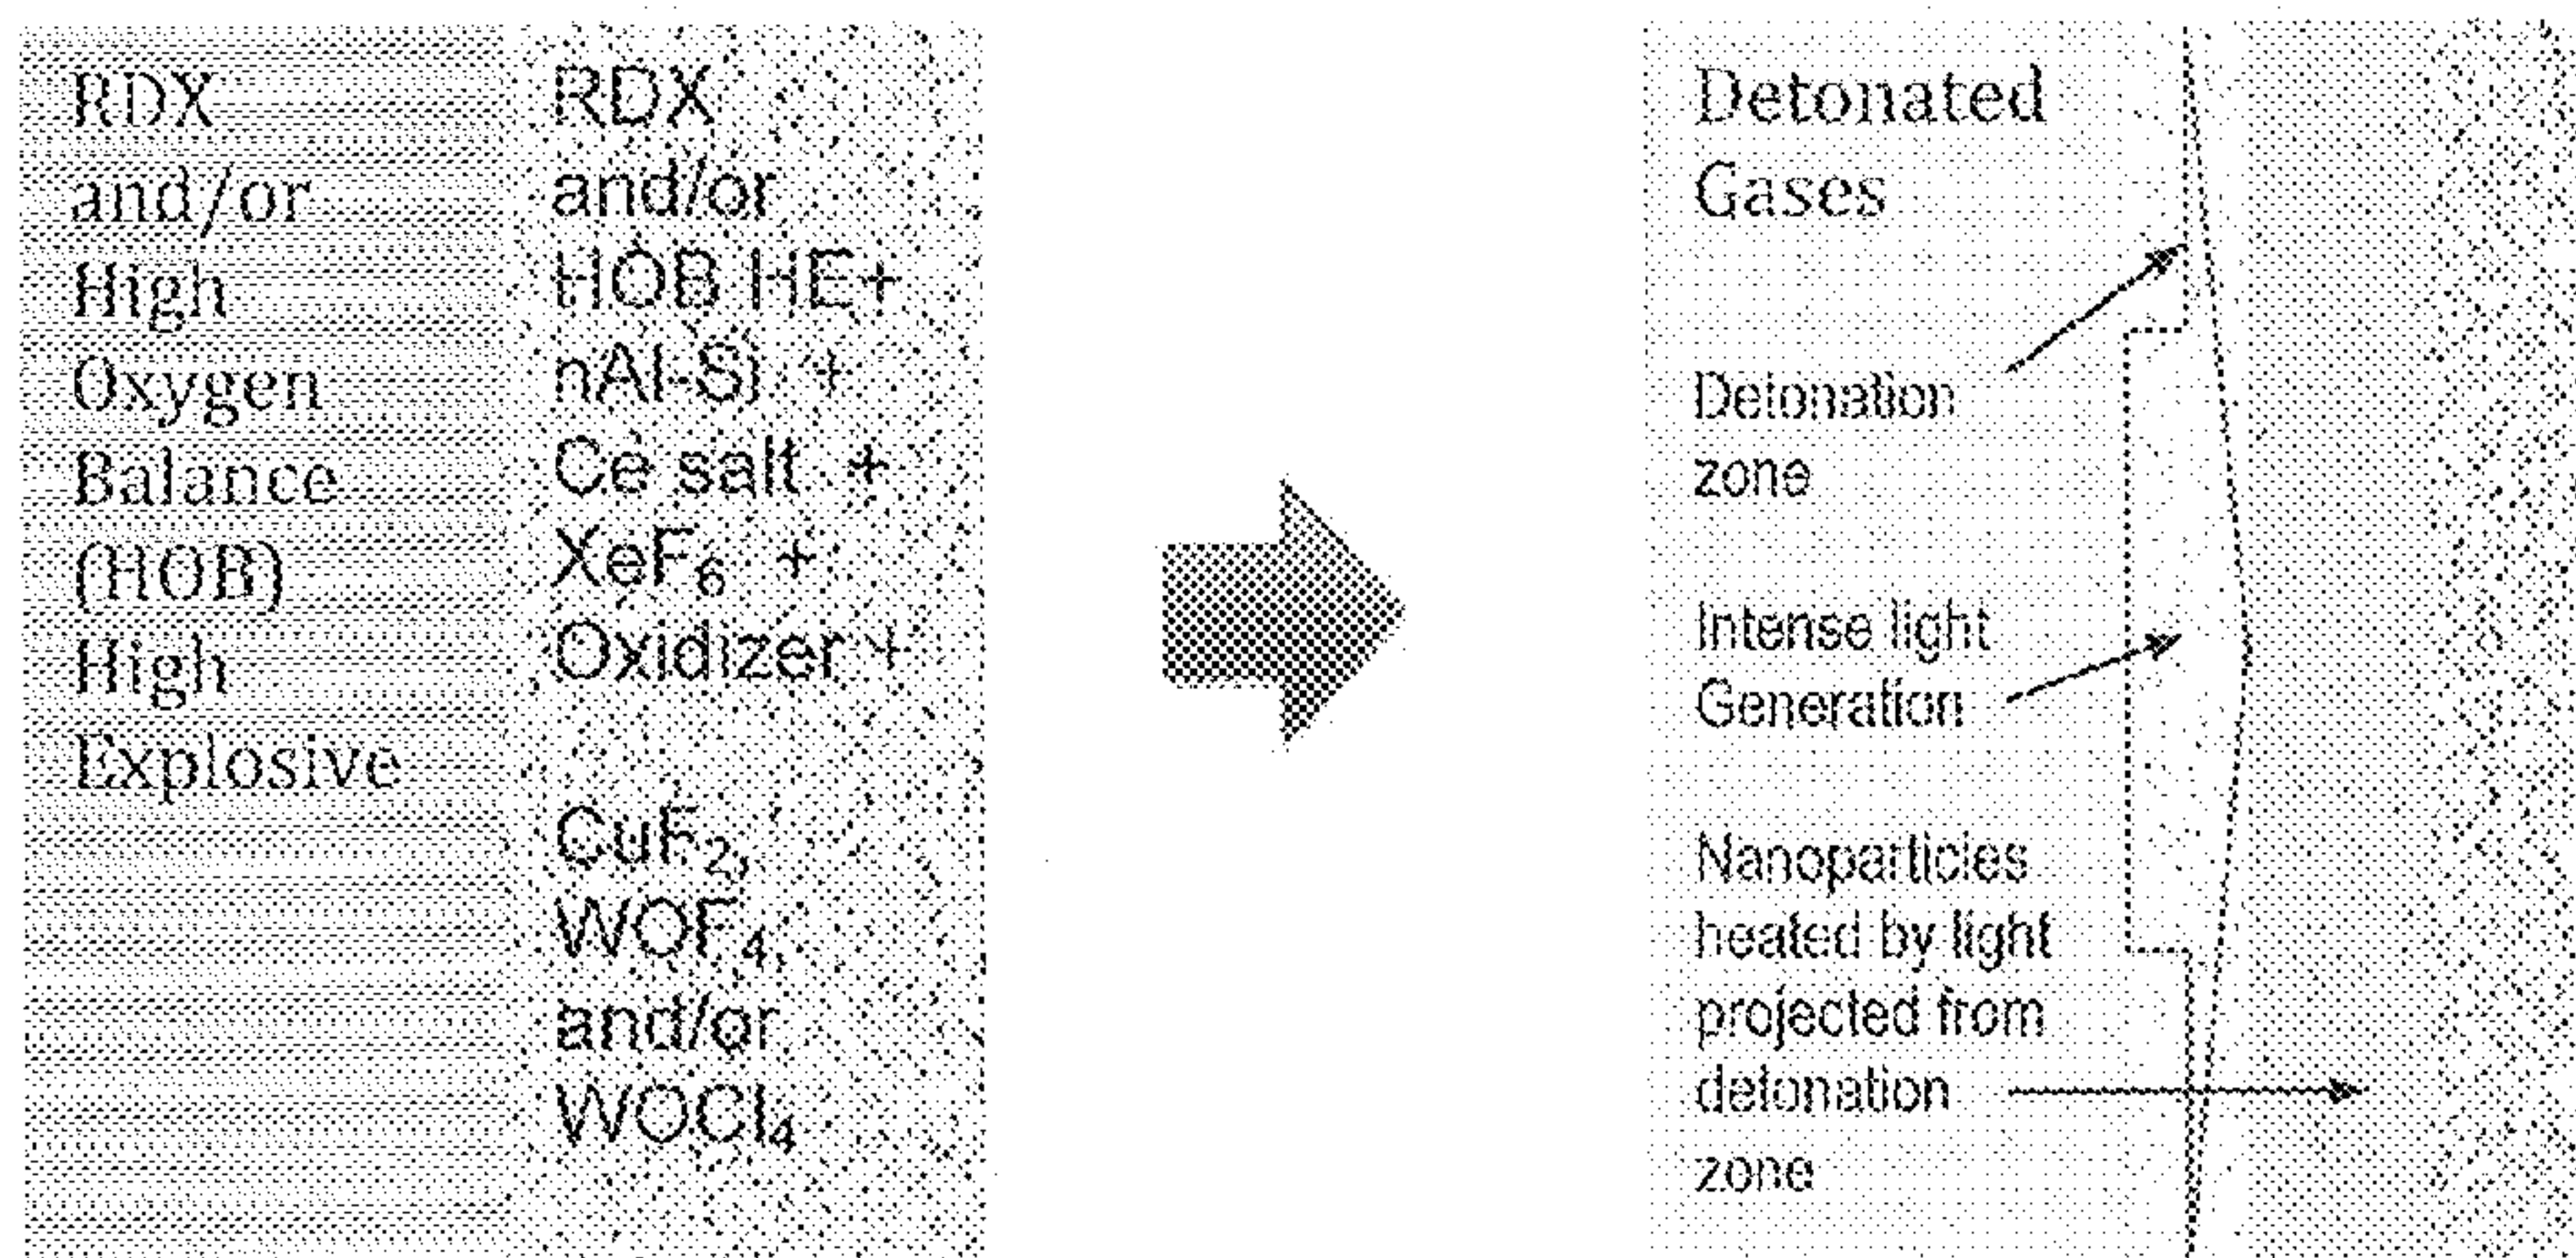 RDX
and/or
High
Oxygen
Balance
(HOB)
High
Explosive
RDX
and/or
HOB HE+
nAl-Si +
Ce salt +
XeF₆ +
Oxidizer +
CuF₂,
WOF₄,
and/or
WOCl₄
Detonated
Gases
Detonation
zone
Intense light
Generation
Nanoparticles
heated by light
projected from
detonation
zone